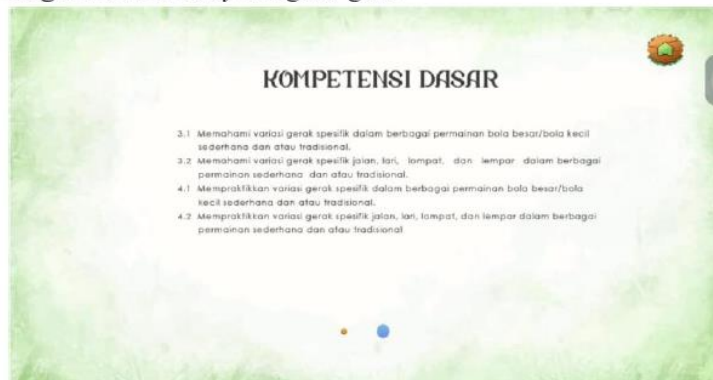 KOMPETENSI DASAR
3.1 Memahami variasi gerak spesifik dalam berbagai permainan bola besar/bola kecil
sederhana dan atau tradisional.
3.2 Memahami variasi gerak spesifik jalan, lari, lompat, dan lempar dalam berbagai
permainan sederhana dan atau tradisional.
4.1 Mempraktikkan variasi gerak spesifik dalam berbagai permainan bola besar/bola
kecil sederhana dan atau tradisional.
4.2 Mempraktikkan variasi gerak spesifik jalan, lari, lompat, dan lempar dalam berbagai
permainan sederhana dan atau tradisional